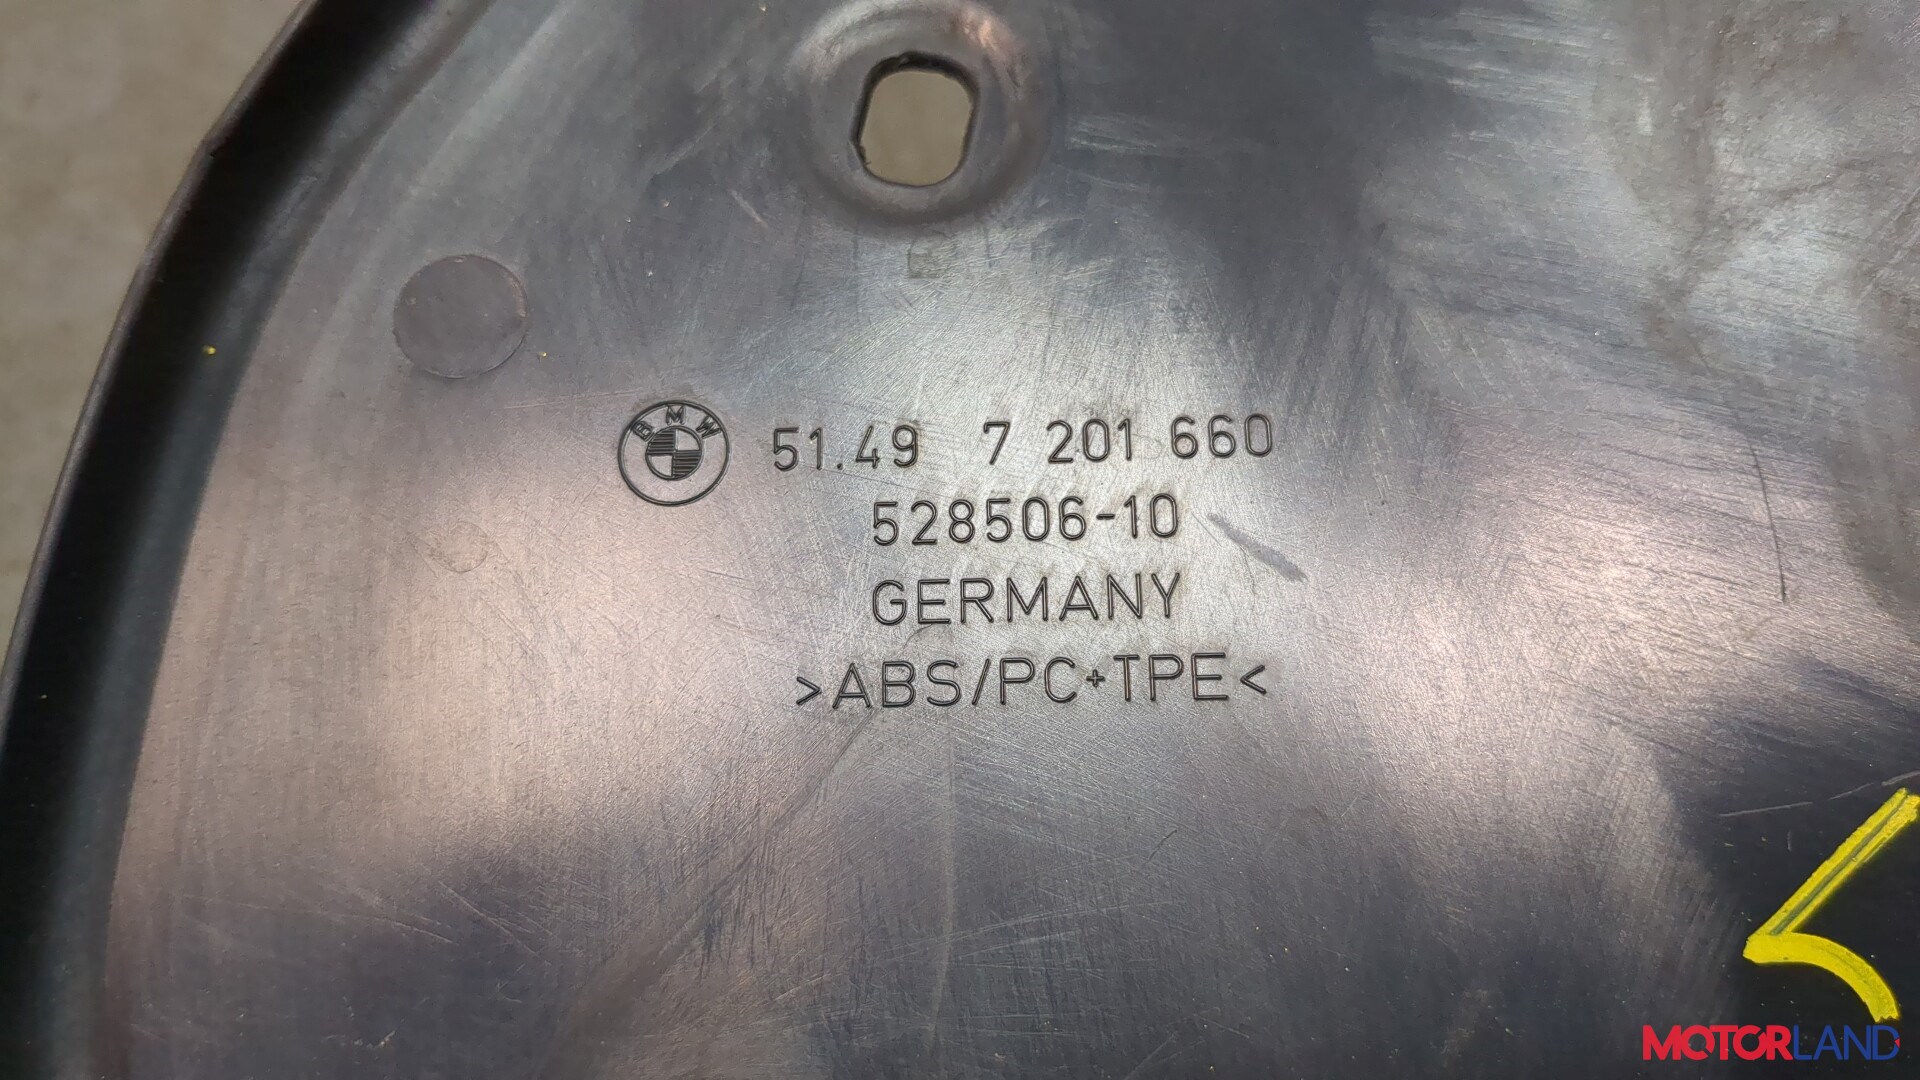 BMW 51.49 7 201 660
528506-10
GERMANY
>ABS/PC+TPE<
MOTORLAND